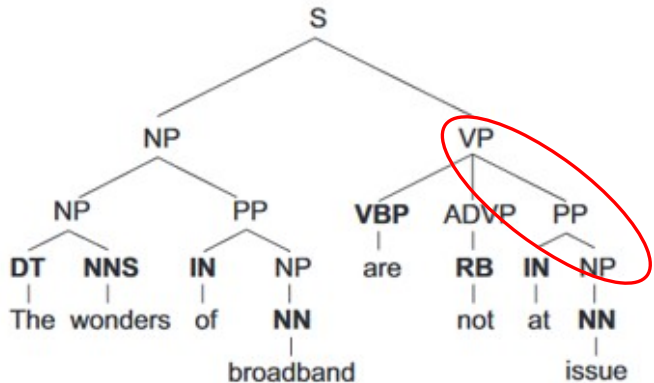 S
NP VP
NP PP VBP ADVP PP
DT NNS IN NP are RB IN NP
The wonders of NN not at NN
broadband issue